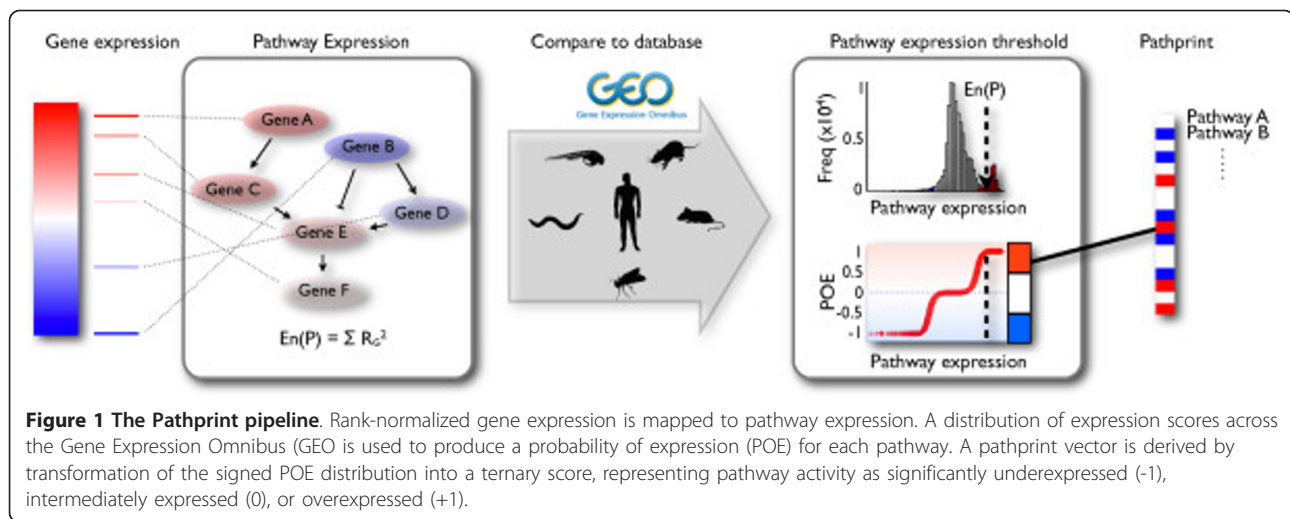 Gene expression
Pathway Expression
Compare to database
Pathway expression threshold
Pathprint
Gene A
Gene B
Gene C
Gene D
Gene E
Gene F
En(P) = Σ R_G²
GEO
Gene Expression Omnibus
En(P)
Freq (x10⁴)
1
0.5
0
Pathway expression
POE
1
0.5
0
-0.5
-1
Pathway expression
Pathway A
Pathway B
Figure 1 The Pathprint pipeline. Rank-normalized gene expression is mapped to pathway expression. A distribution of expression scores across
the Gene Expression Omnibus (GEO is used to produce a probability of expression (POE) for each pathway. A pathprint vector is derived by
transformation of the signed POE distribution into a ternary score, representing pathway activity as significantly underexpressed (-1),
intermediately expressed (0), or overexpressed (+1).